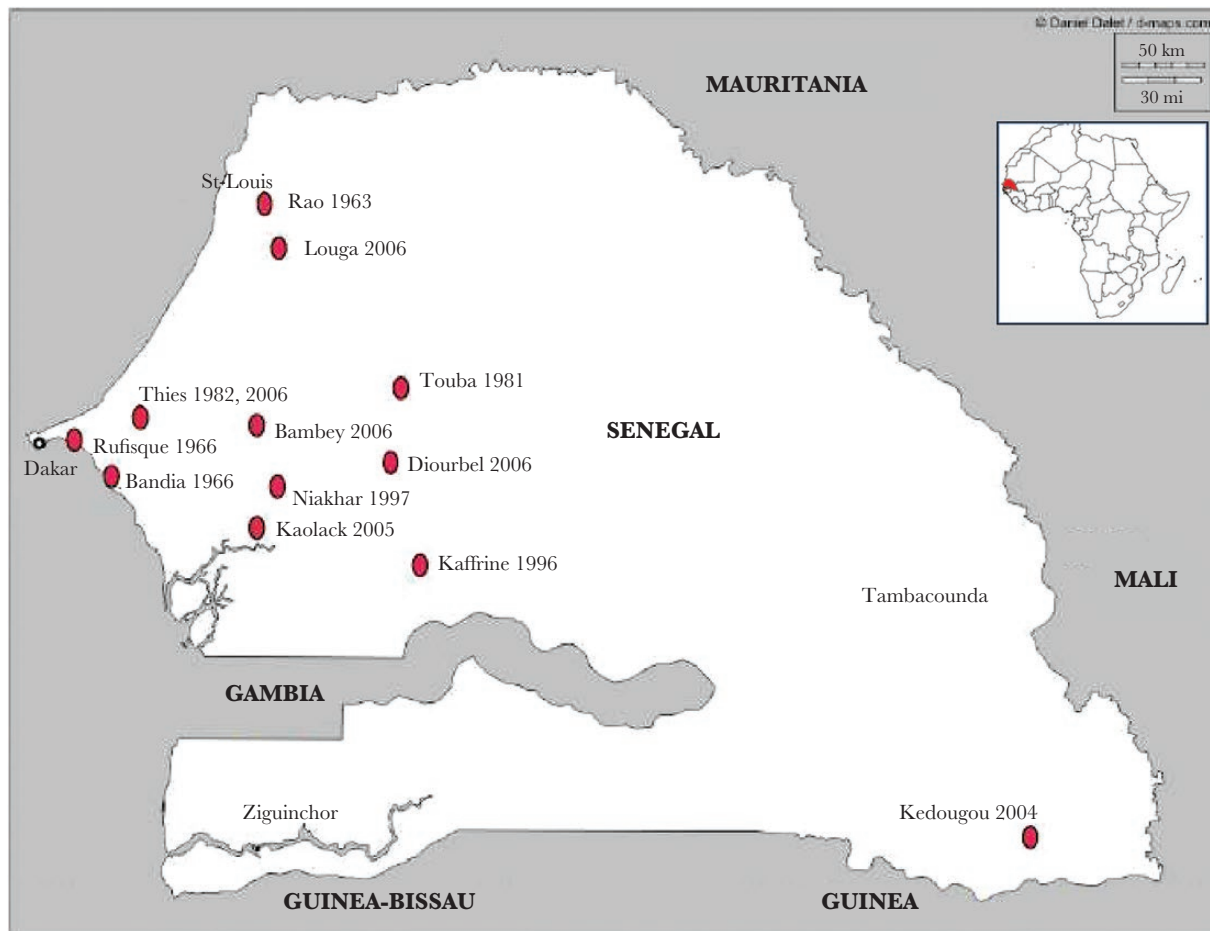 © Daniel Dalet / d-maps.com
50 km
30 mi
MAURITANIA
St-Louis
Rao 1963
Louga 2006
Touba 1981
Thies 1982, 2006
Bambey 2006
SENEGAL
Rufisque 1966
Dakar
Diourbel 2006
Bandia 1966
Niakhar 1997
Kaolack 2005
Kaffrine 1996
MALI
Tambacounda
GAMBIA
Ziguinchor
Kedougou 2004
GUINEA-BISSAU
GUINEA